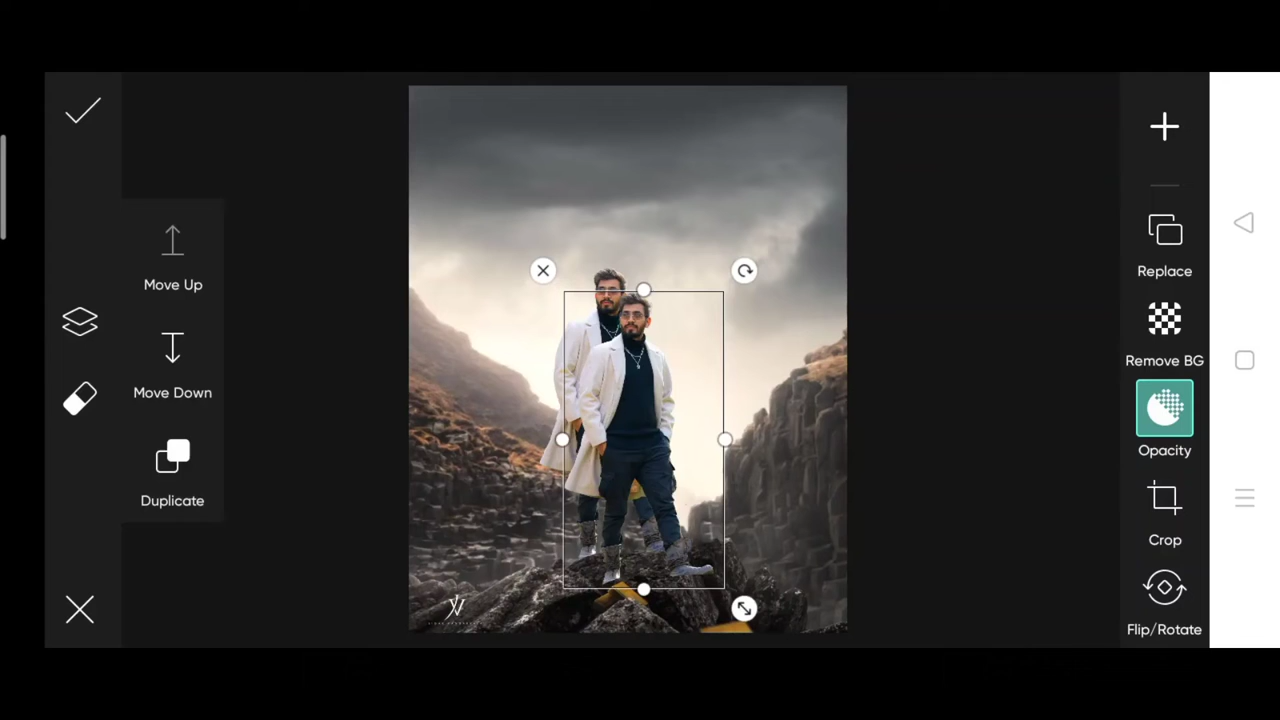 Move Up
Move Down
Duplicate
Replace
Remove BG
Opacity
Crop
Flip/Rotate